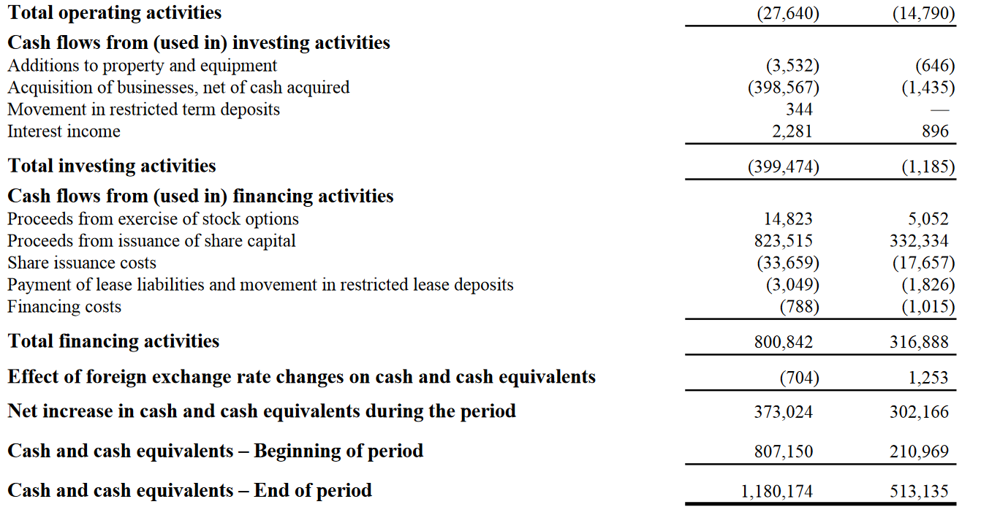 Total operating activities (27,640) (14,790)
Cash flows from (used in) investing activities
Additions to property and equipment (3,532) (646)
Acquisition of businesses, net of cash acquired (398,567) (1,435)
Movement in restricted term deposits 344 —
Interest income 2,281 896
Total investing activities (399,474) (1,185)
Cash flows from (used in) financing activities
Proceeds from exercise of stock options 14,823 5,052
Proceeds from issuance of share capital 823,515 332,334
Share issuance costs (33,659) (17,657)
Payment of lease liabilities and movement in restricted lease deposits (3,049) (1,826)
Financing costs (788) (1,015)
Total financing activities 800,842 316,888
Effect of foreign exchange rate changes on cash and cash equivalents (704) 1,253
Net increase in cash and cash equivalents during the period 373,024 302,166
Cash and cash equivalents – Beginning of period 807,150 210,969
Cash and cash equivalents – End of period 1,180,174 513,135